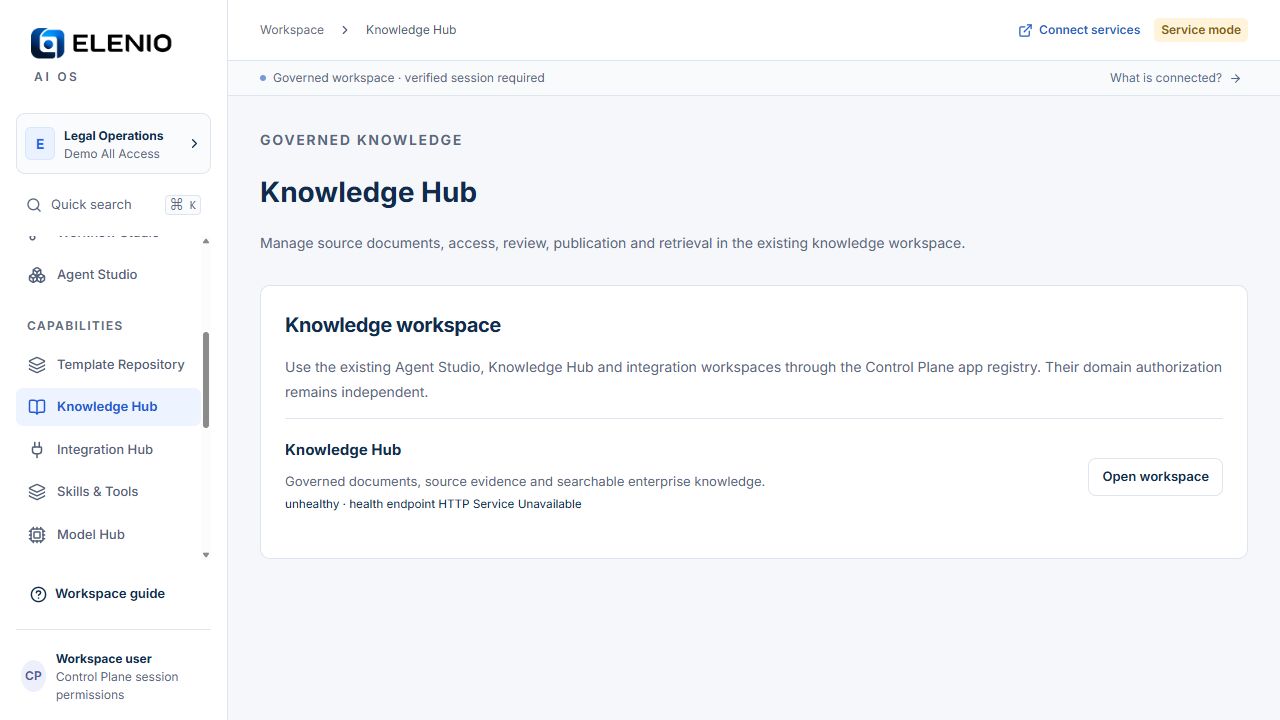 ELENIO
AI OS
E
Legal Operations
Demo All Access
Quick search
⌘ K
Agent Studio
CAPABILITIES
Template Repository
Knowledge Hub
Integration Hub
Skills & Tools
Model Hub
Workspace guide
CP
Workspace user
Control Plane session
permissions
Workspace > Knowledge Hub
Connect services
Service mode
Governed workspace · verified session required
What is connected? →
GOVERNED KNOWLEDGE
Knowledge Hub
Manage source documents, access, review, publication and retrieval in the existing knowledge workspace.
Knowledge workspace
Use the existing Agent Studio, Knowledge Hub and integration workspaces through the Control Plane app registry. Their domain authorization
remains independent.
Knowledge Hub
Governed documents, source evidence and searchable enterprise knowledge.
unhealthy · health endpoint HTTP Service Unavailable
Open workspace